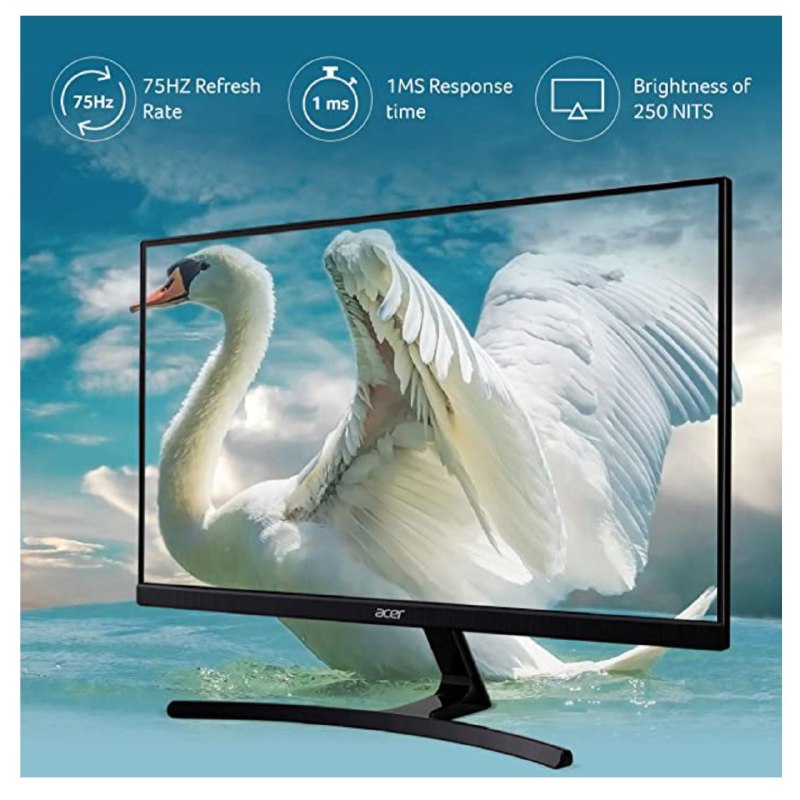 75Hz
75HZ Refresh
Rate
1 ms
1MS Response
time
Brightness of
250 NITS
acer